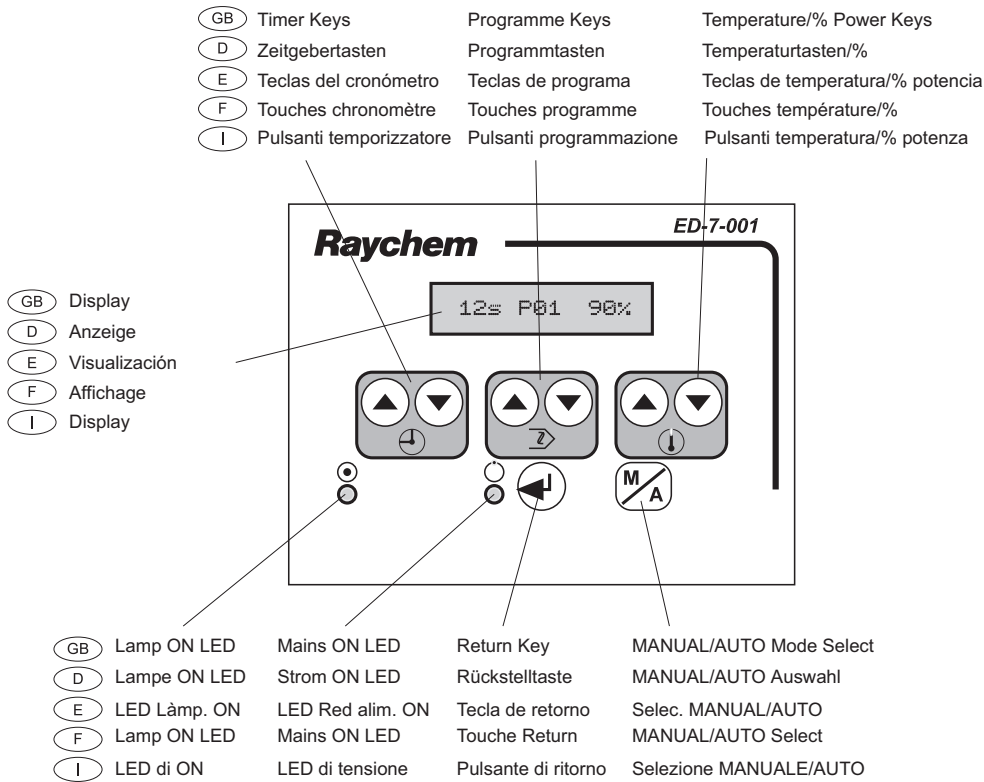 GB Timer Keys Programme Keys Temperature/% Power Keys
D Zeitgebertasten Programmtasten Temperaturtasten/%
E Teclas del cronómetro Teclas de programa Teclas de temperatura/% potencia
F Touches chronomètre Touches programme Touches température/%
I Pulsanti temporizzatore Pulsanti programmazione Pulsanti temperatura/% potenza
ED-7-001
Raychem
12s P01 90%
GB Display
D Anzeige
E Visualización
F Affichage
I Display
M/A
GB Lamp ON LED Mains ON LED Return Key MANUAL/AUTO Mode Select
D Lampe ON LED Strom ON LED Rückstelltaste MANUAL/AUTO Auswahl
E LED Làmp. ON LED Red alim. ON Tecla de retorno Selec. MANUAL/AUTO
F Lamp ON LED Mains ON LED Touche Return MANUAL/AUTO Select
I LED di ON LED di tensione Pulsante di ritorno Selezione MANUALE/AUTO